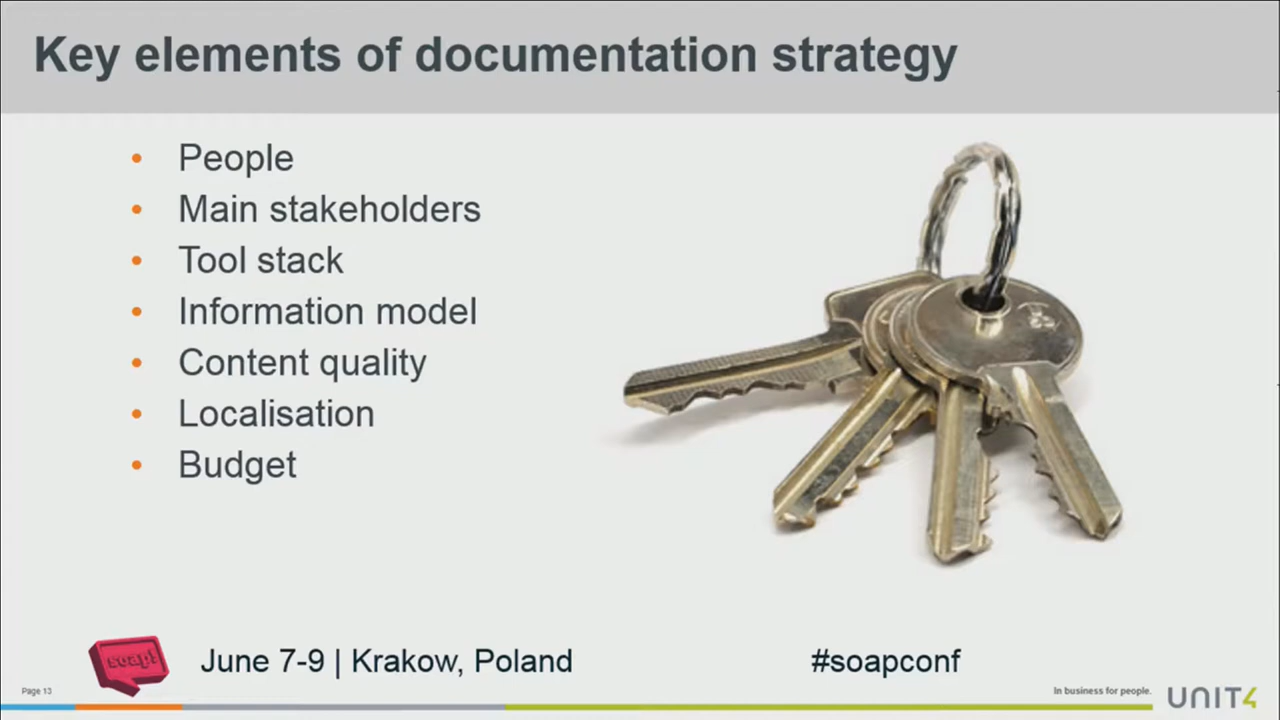 Key elements of documentation strategy
• People
• Main stakeholders
• Tool stack
• Information model
• Content quality
• Localisation
• Budget
soap!
June 7-9 | Krakow, Poland
#soapconf
Page 13
In business for people.
UNIT4